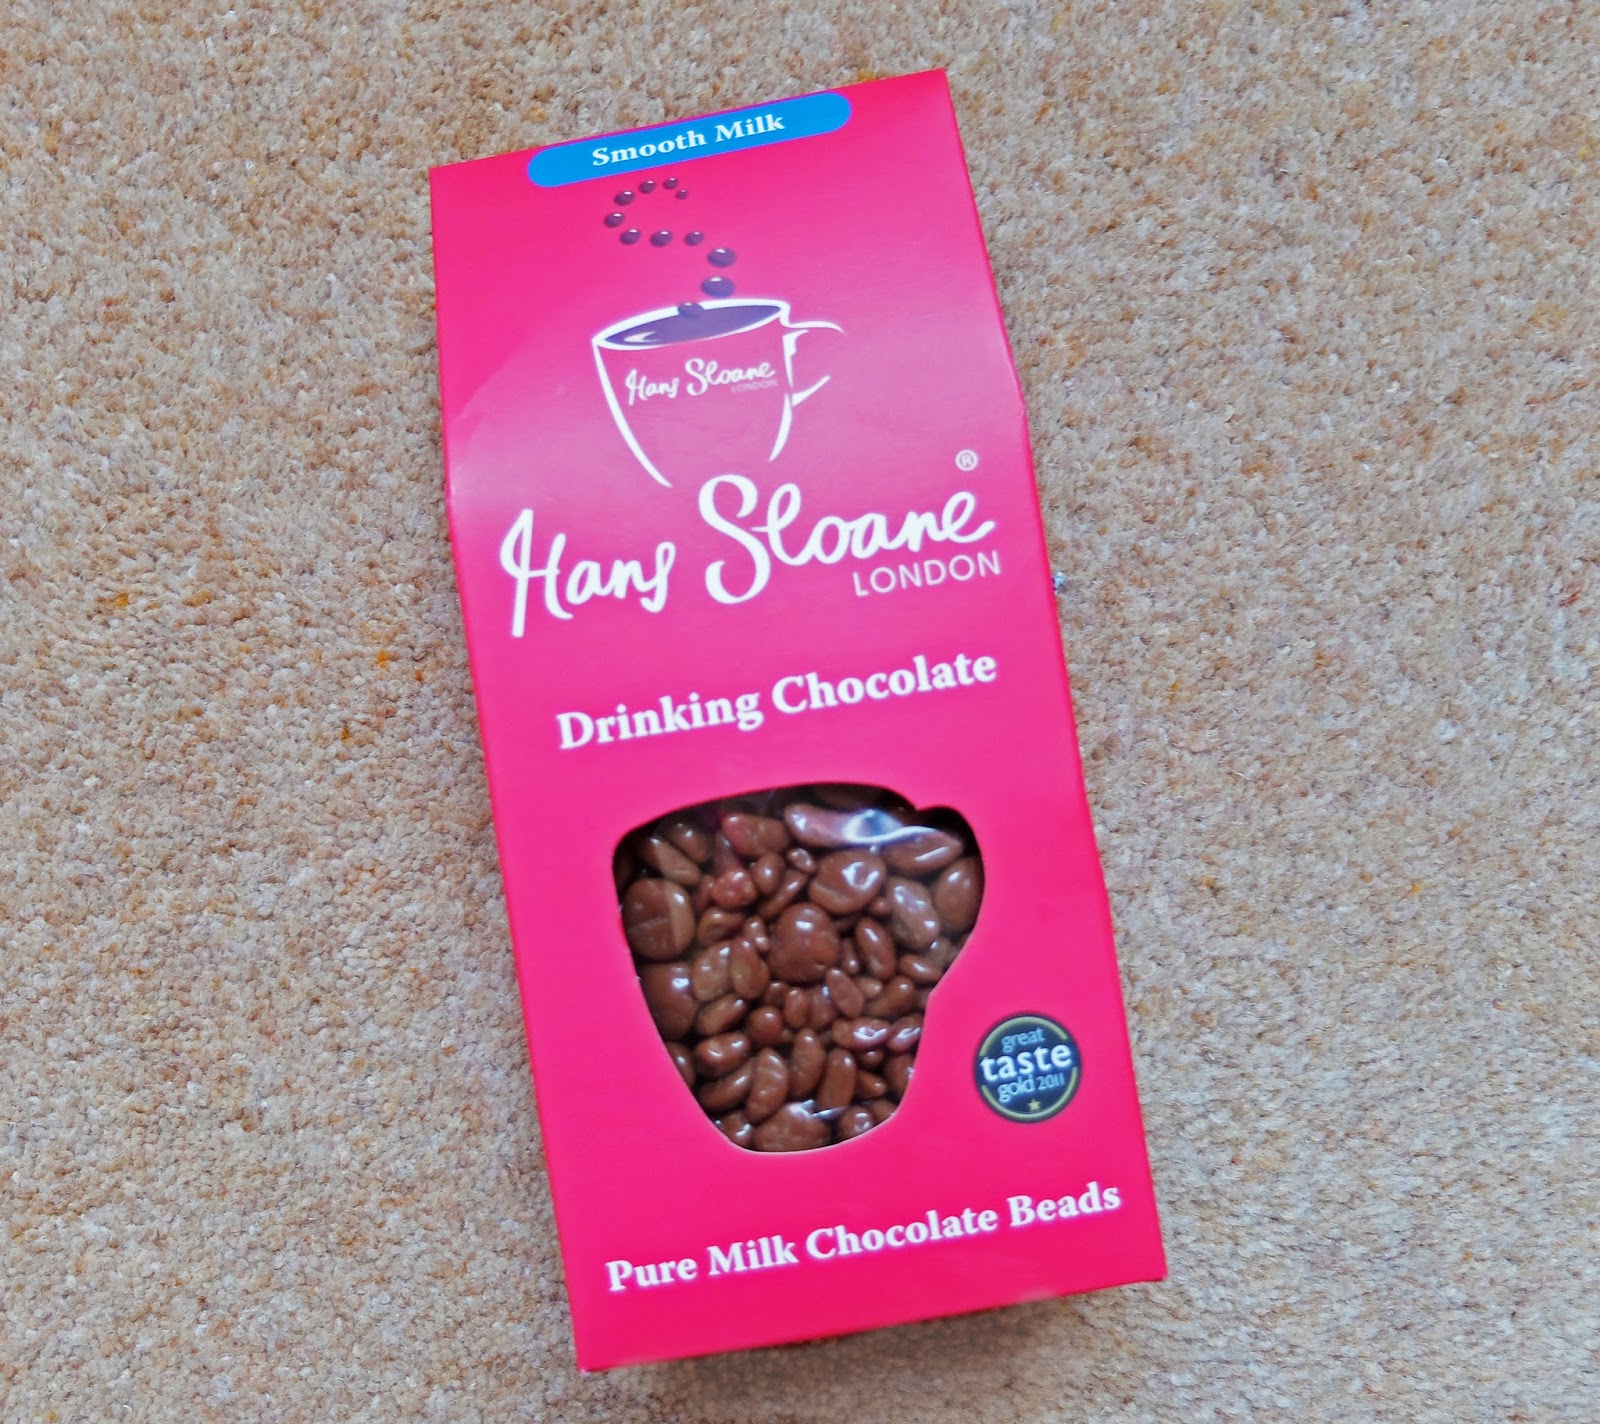 Smooth Milk
Hans Sloane
LONDON
Hans Sloane ®
LONDON
Drinking Chocolate
great
taste
gold 2011
Pure Milk Chocolate Beads